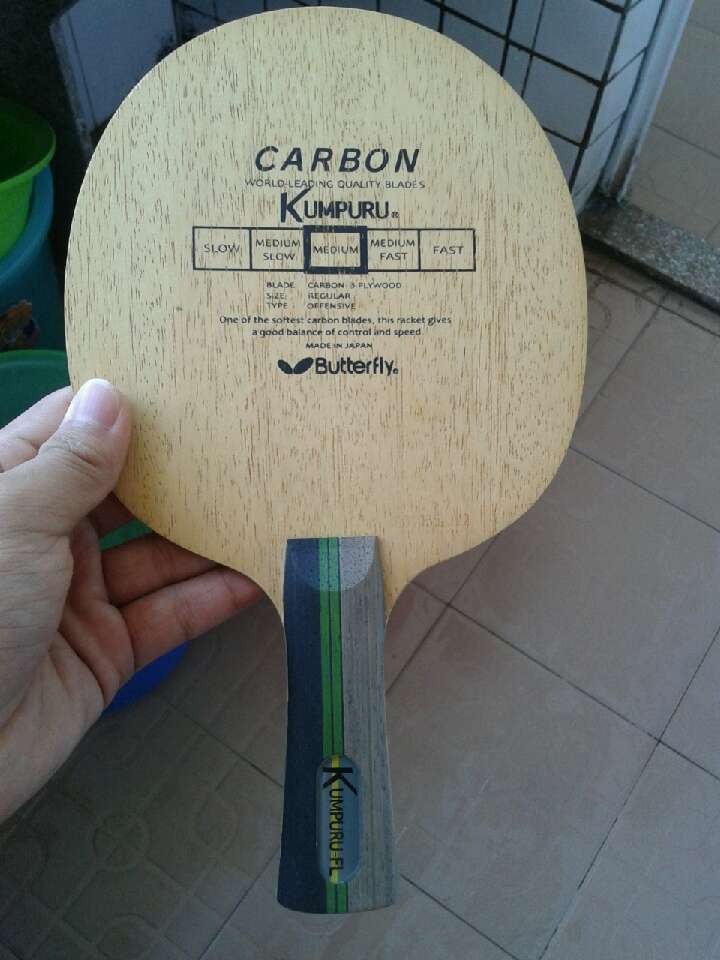 CARBON
WORLD-LEADING QUALITY BLADES
KUMPURU®
SLOW MEDIUM SLOW MEDIUM MEDIUM FAST FAST
BLADE: CARBON·3-PLYWOOD
SIZE: REGULAR
TYPE: OFFENSIVE
One of the softest carbon blades, this racket gives
a good balance of control and speed
MADE IN JAPAN
Butterfly®
KUMPURU-FL